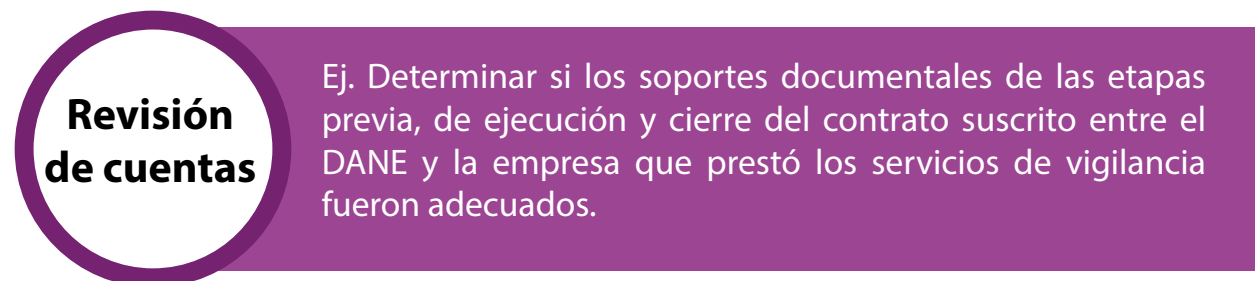 Revisión
de cuentas
Ej. Determinar si los soportes documentales de las etapas
previa, de ejecución y cierre del contrato suscrito entre el
DANE y la empresa que prestó los servicios de vigilancia
fueron adecuados.